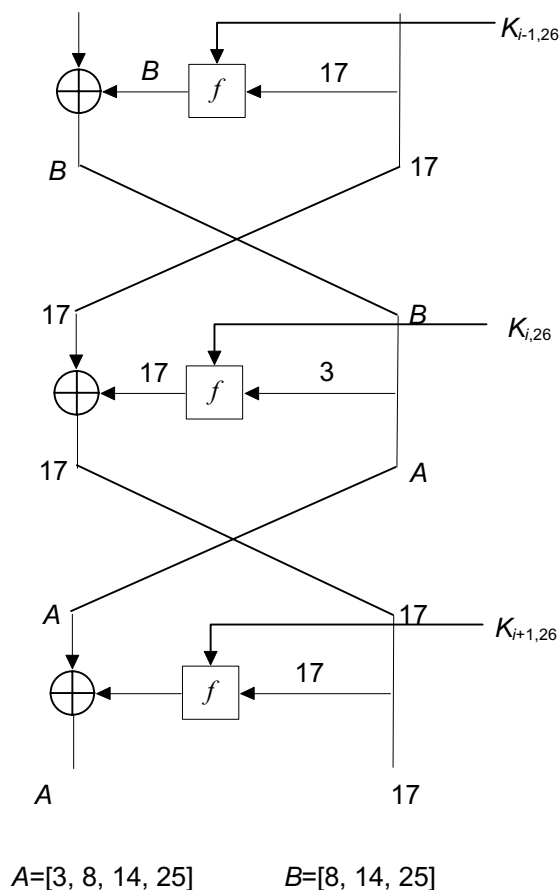 K_{i-1,26}
B f 17
B 17
17 B
K_{i,26}
17 f 3
17 A
A 17
K_{i+1,26}
f 17
A 17
A=[3, 8, 14, 25] B=[8, 14, 25]